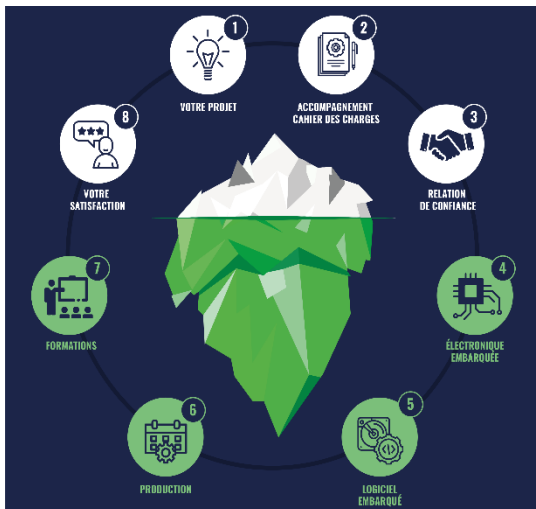 1
VOTRE PROJET
2
ACCOMPAGNEMENT
CAHIER DES CHARGES
3
RELATION
DE CONFIANCE
4
ÉLECTRONIQUE
EMBARQUÉE
5
LOGICIEL
EMBARQUÉ
6
PRODUCTION
7
FORMATIONS
8
VOTRE
SATISFACTION